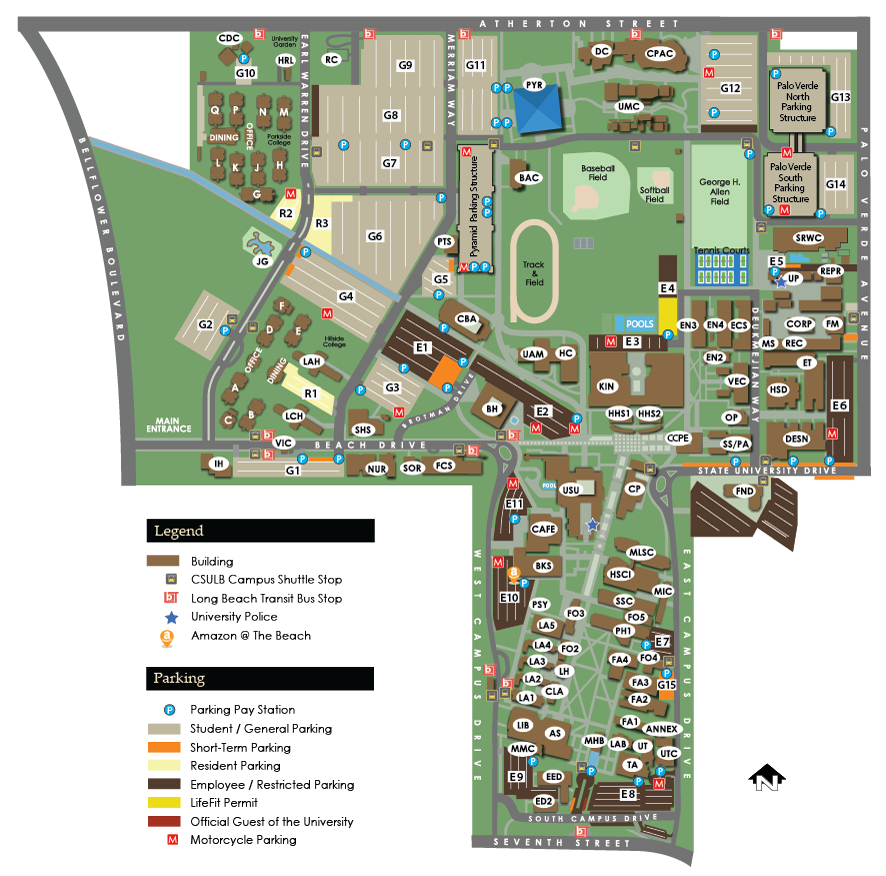 ATHERTON STREET
CDC
University
Garden
HRL
G10
EARL WARREN DRIVE
RC
G9
MERRIAM WAY
G11
PYR
DC
CPAC
UMC
G12
Palo Verde
North
Parking
Structure
G13
PALO VERDE AVENUE
G8
G7
Q
P
N
M
DINING
OFFICE
Parkside
College
L
K
J
H
G
BELLFLOWER BOULEVARD
Pyramid Parking Structure
BAC
Baseball
Field
Softball
Field
George H.
Allen
Field
Palo Verde
South
Parking
Structure
G14
R2
R3
G6
JG
PTS
G5
Track
&
Field
Tennis Courts
SRWC
E5
UP
REPR
G4
G2
F
D
E
OFFICE
Hillside
College
DINING
LAH
A
B
C
R1
LCH
CBA
E1
G3
BROTMAN DRIVE
SHS
BH
E2
UAM
HC
POOLS
E4
E3
KIN
HHS1
HHS2
EN3
EN4
ECS
EN2
VEC
OP
SS/PA
CCPE
DEUKMEJIAN WAY
CORP
FM
MS
REC
ET
HSD
E6
DESN
MAIN
ENTRANCE
VIC
BEACH DRIVE
IH
G1
NUR
SOR
FCS
STATE UNIVERSITY DRIVE
FND
POOL
USU
CP
E11
CAFE
BKS
E10
MLSC
HSCI
MIC
SSC
PSY
FO3
FO5
PH1
E7
LA5
LA4
FO2
LA3
LH
FA4
FO4
LA2
CLA
FA3
G15
LA1
FA2
FA1
ANNEX
LIB
AS
MHB
LAB
UT
UTC
MMC
TA
E9
EED
ED2
E8
WEST CAMPUS DRIVE
EAST CAMPUS DRIVE
SOUTH CAMPUS DRIVE
SEVENTH STREET
N
Legend
Building
CSULB Campus Shuttle Stop
Long Beach Transit Bus Stop
University Police
Amazon @ The Beach
Parking
Parking Pay Station
Student / General Parking
Short-Term Parking
Resident Parking
Employee / Restricted Parking
LifeFit Permit
Official Guest of the University
Motorcycle Parking